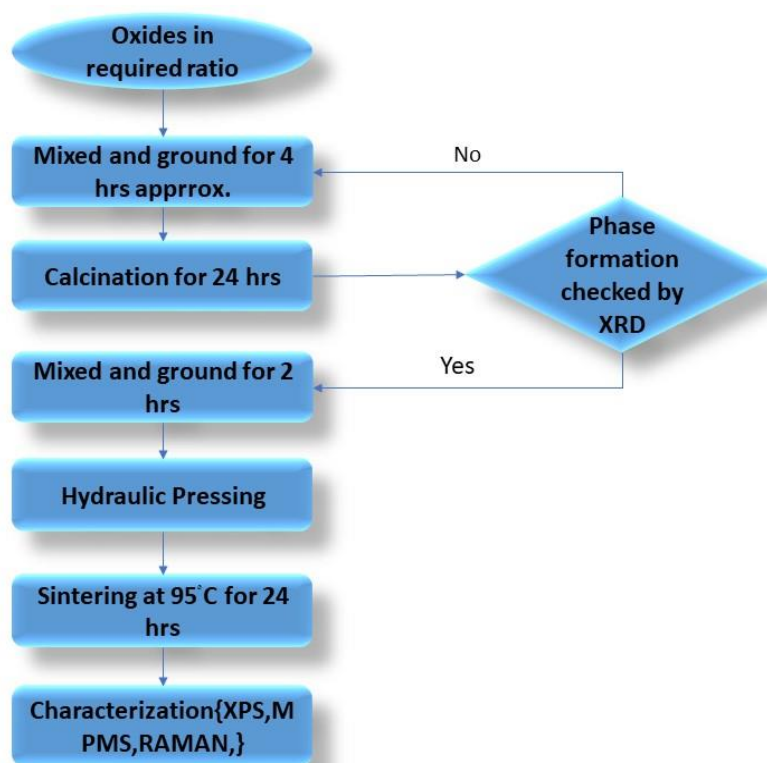 Oxides in
required ratio
Mixed and ground for 4
hrs apprrox.
No
Calcination for 24 hrs
Phase
formation
checked by
XRD
Mixed and ground for 2
hrs
Yes
Hydraulic Pressing
Sintering at 95°C for 24
hrs
Characterization{XPS,M
PMS,RAMAN,}